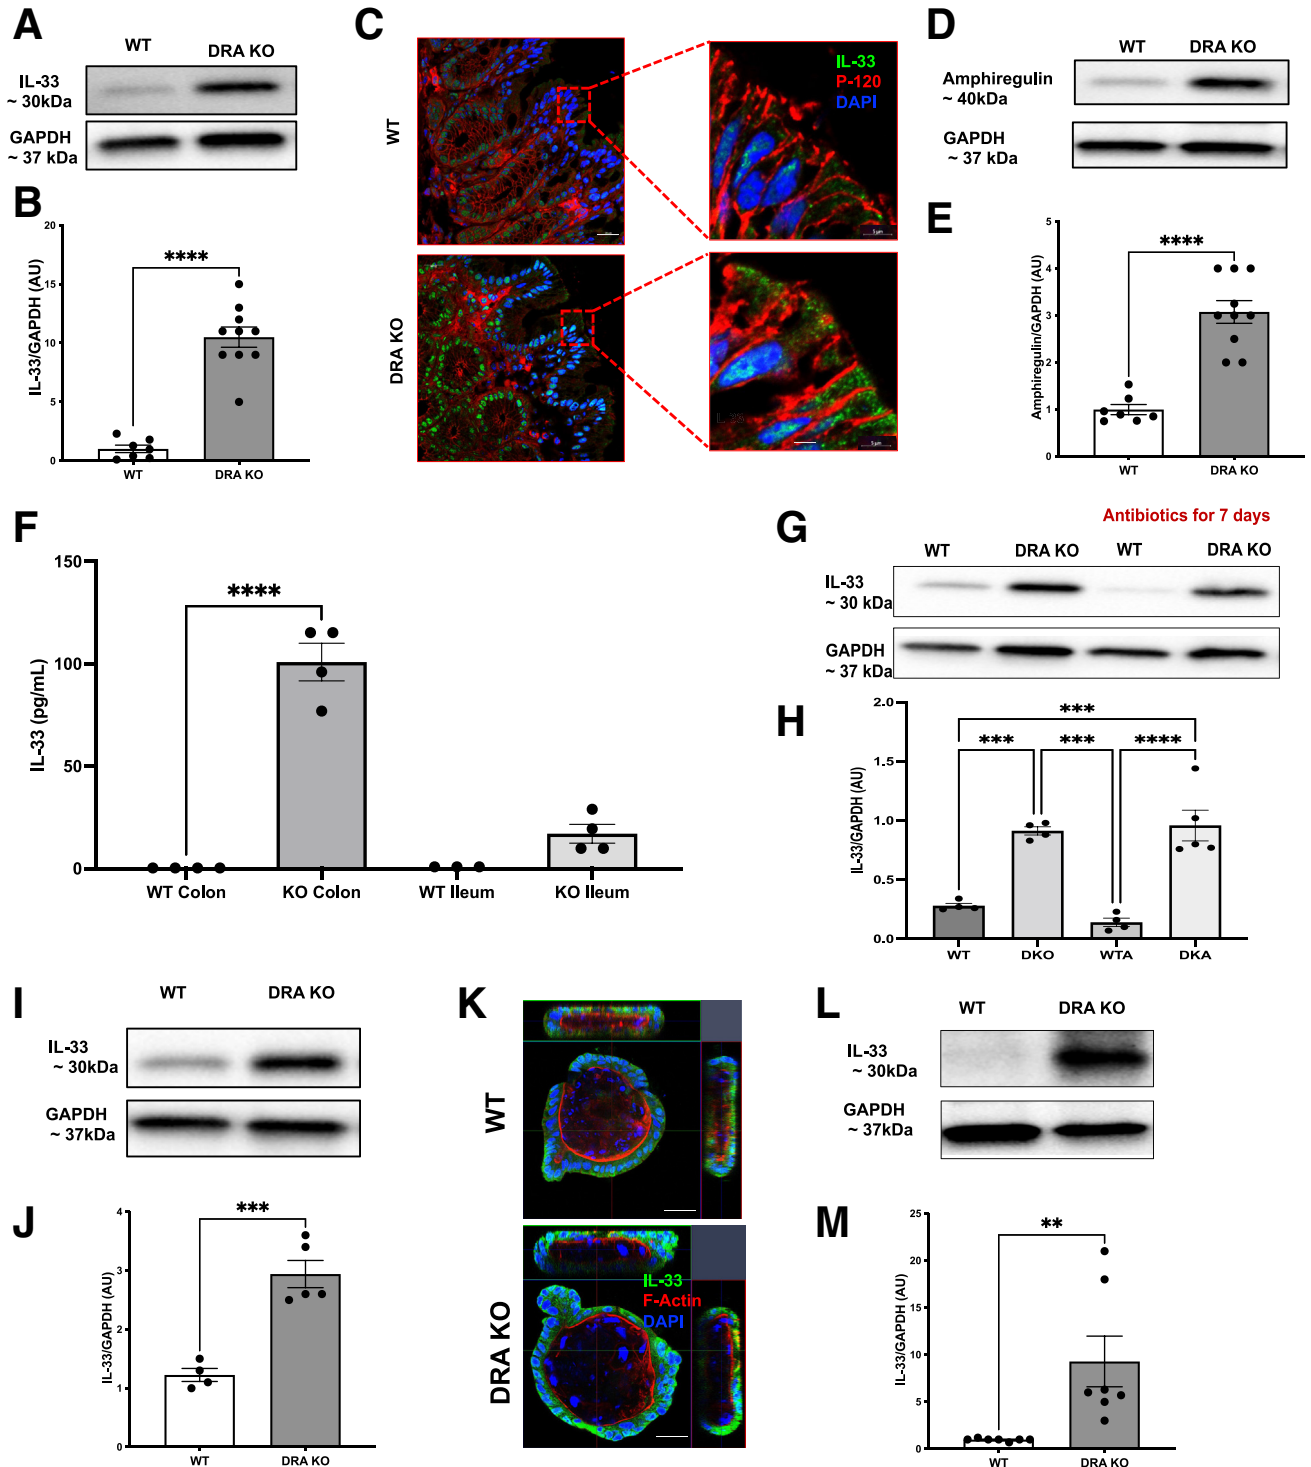 A
WT
DRA KO
IL-33
~ 30kDa
GAPDH
~ 37 kDa
B
IL-33/GAPDH (AU)
20
15
10
5
0
****
WT
DRA KO
C
WT
DRA KO
IL-33
P-120
DAPI
5 µm
5 µm
D
WT
DRA KO
Amphiregulin
~ 40kDa
GAPDH
~ 37 kDa
E
Amphiregulin/GAPDH (AU)
5
4
3
2
1
0
****
WT
DRA KO
F
IL-33 (pg/mL)
150
100
50
0
****
WT Colon
KO Colon
WT Ileum
KO Ileum
G
Antibiotics for 7 days
WT
DRA KO
WT
DRA KO
IL-33
~ 30 kDa
GAPDH
~ 37 kDa
H
IL-33/GAPDH (AU)
2.0
1.5
1.0
0.5
0.0
***
***
***
****
WT
DKO
WTA
DKA
I
WT
DRA KO
IL-33
~ 30kDa
GAPDH
~ 37kDa
J
IL-33/GAPDH (AU)
4
3
2
1
0
***
WT
DRA KO
K
WT
DRA KO
IL-33
F-Actin
DAPI
L
WT
DRA KO
IL-33
~ 30kDa
GAPDH
~ 37kDa
M
IL-33/GAPDH (AU)
25
20
15
10
5
0
**
WT
DRA KO